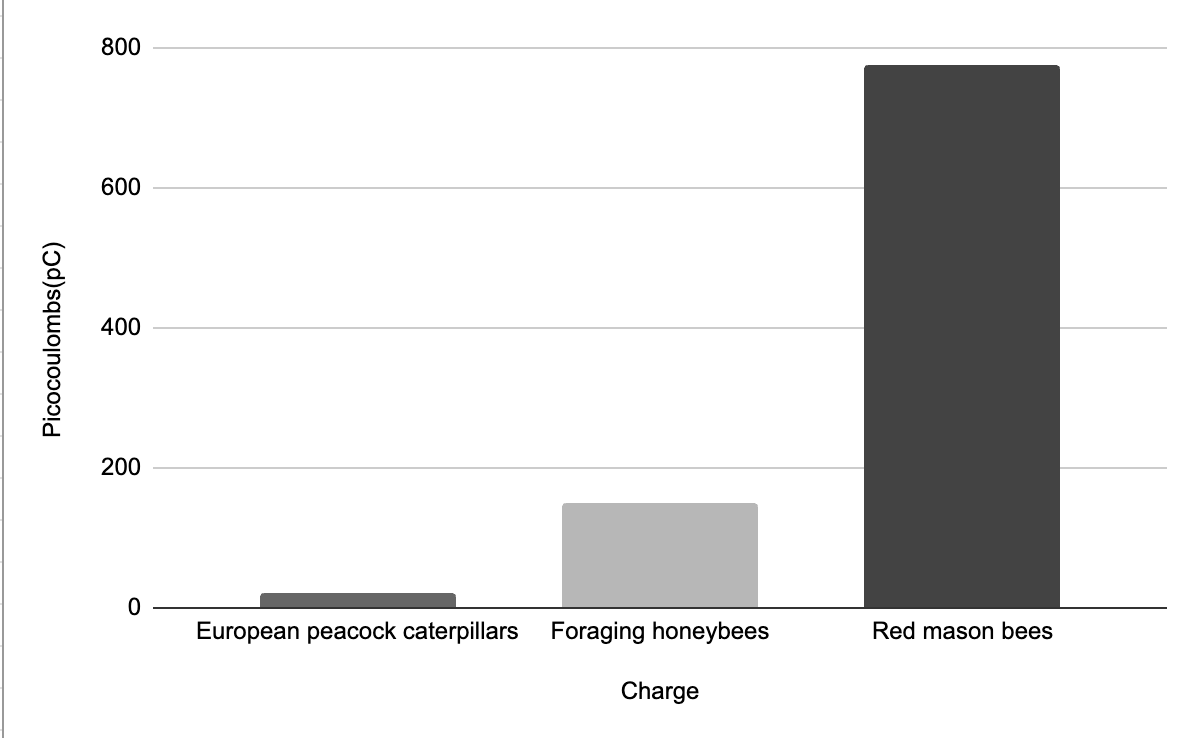 800
600
400
200
0
Picocoulombs(pC)
European peacock caterpillars Foraging honeybees Red mason bees
Charge